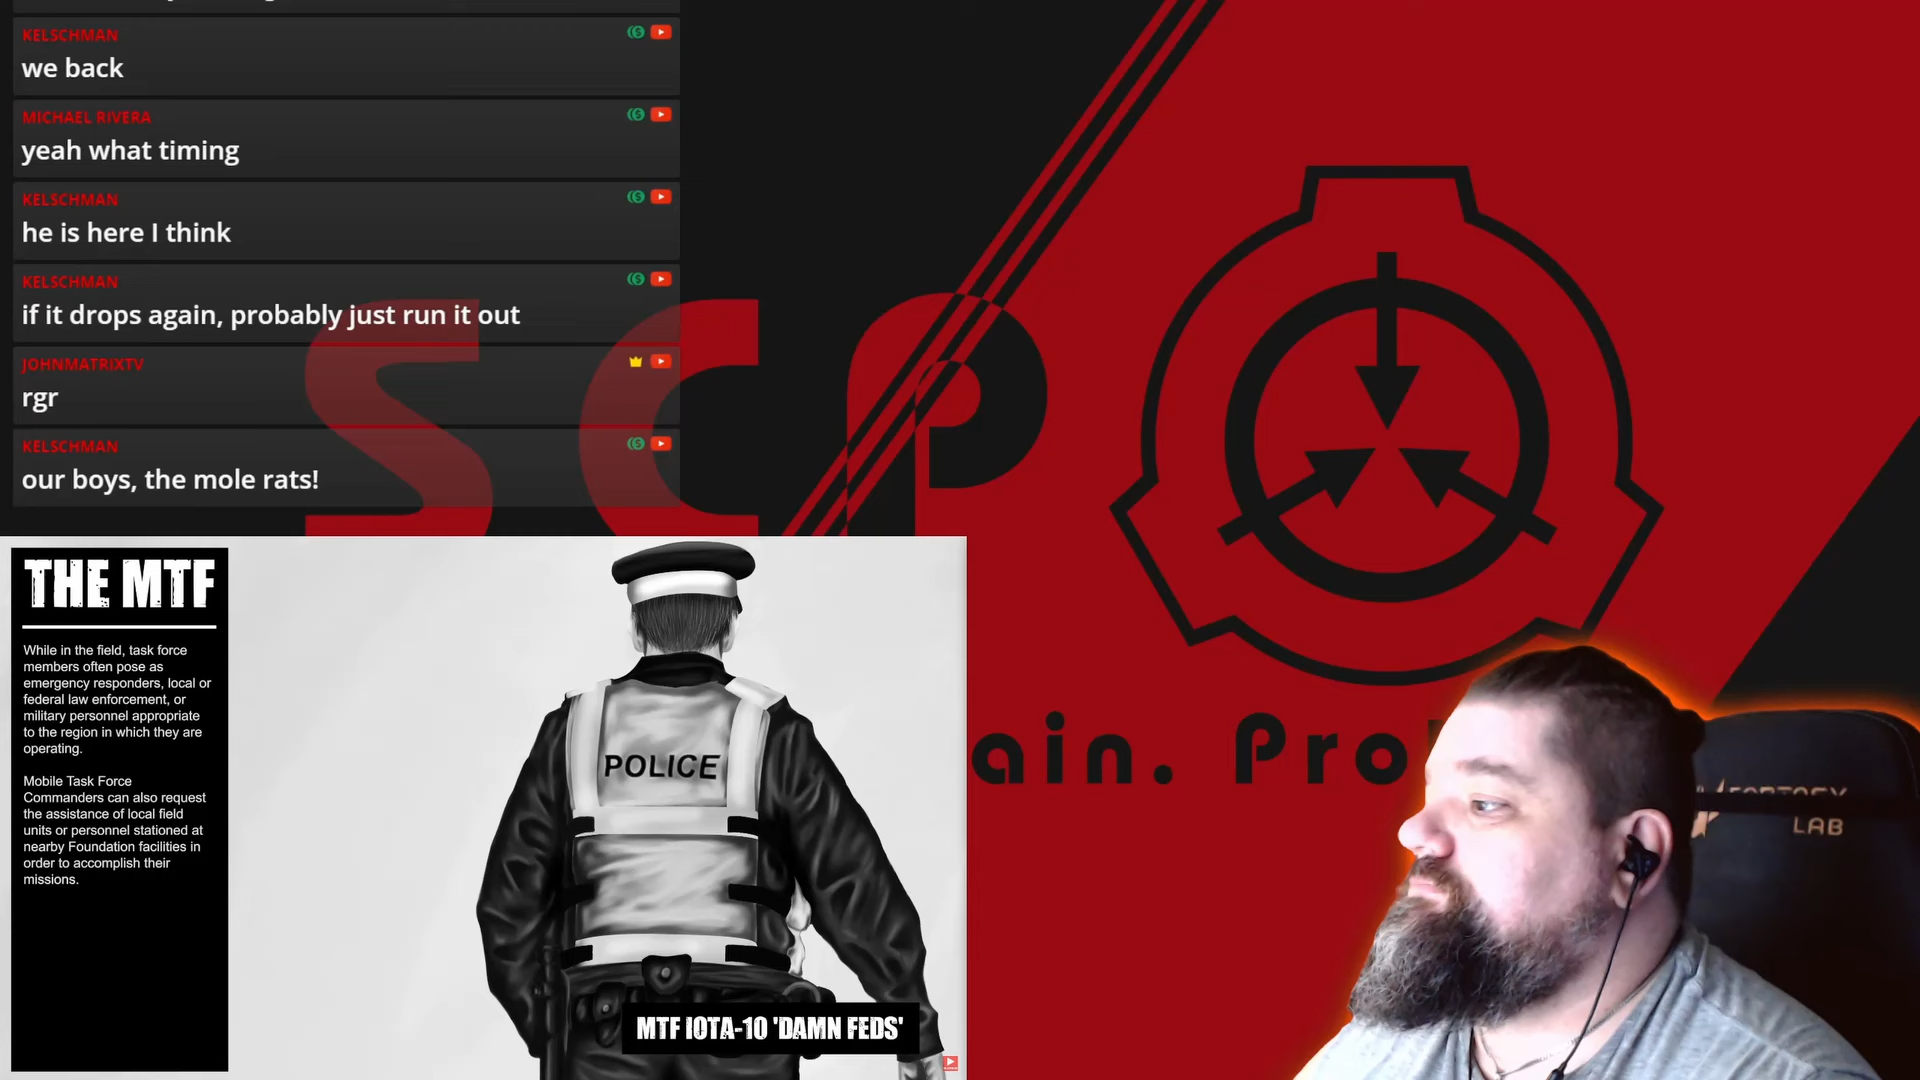 KELSCHMAN
we back
MICHAEL RIVERA
yeah what timing
KELSCHMAN
he is here I think
KELSCHMAN
if it drops again, probably just run it out
JOHNMATRIXTV
rgr
KELSCHMAN
our boys, the mole rats!
SCP
ain. Pro
THE MTF
While in the field, task force
members often pose as
emergency responders, local or
federal law enforcement, or
military personnel appropriate
to the region in which they are
operating.
Mobile Task Force
Commanders can also request
the assistance of local field
units or personnel stationed at
nearby Foundation facilities in
order to accomplish their
missions.
POLICE
MTF IOTA-10 'DAMN FEDS'
LAB